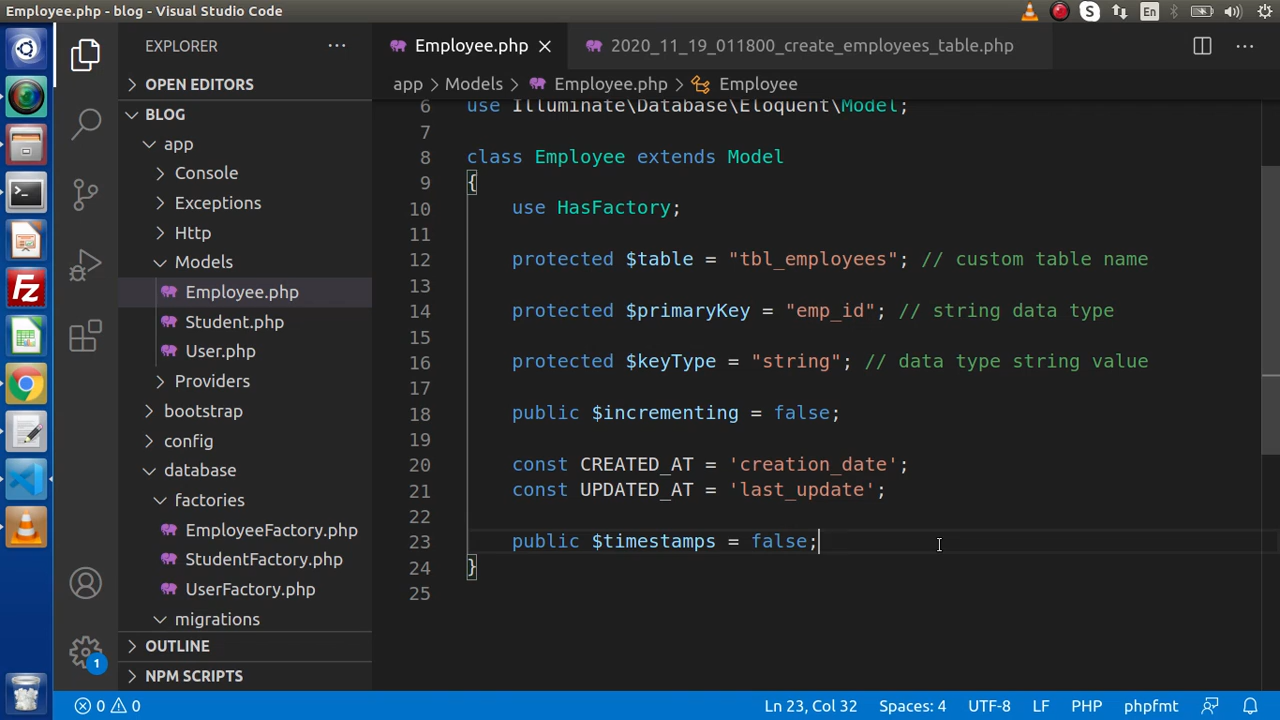 Employee.php - blog - Visual Studio Code
S
En
EXPLORER
OPEN EDITORS
BLOG
app
Console
Exceptions
Http
Models
Employee.php
Student.php
User.php
Providers
bootstrap
config
database
factories
EmployeeFactory.php
StudentFactory.php
UserFactory.php
migrations
OUTLINE
NPM SCRIPTS
Fz
1
Employee.php
2020_11_19_011800_create_employees_table.php
app > Models > Employee.php > Employee
6 use Illuminate\Database\Eloquent\Model;
7
8 class Employee extends Model
9 {
10 use HasFactory;
11
12 protected $table = "tbl_employees"; // custom table name
13
14 protected $primaryKey = "emp_id"; // string data type
15
16 protected $keyType = "string"; // data type string value
17
18 public $incrementing = false;
19
20 const CREATED_AT = 'creation_date';
21 const UPDATED_AT = 'last_update';
22
23 public $timestamps = false;
24 }
25
0 0 Ln 23, Col 32 Spaces: 4 UTF-8 LF PHP phpfmt